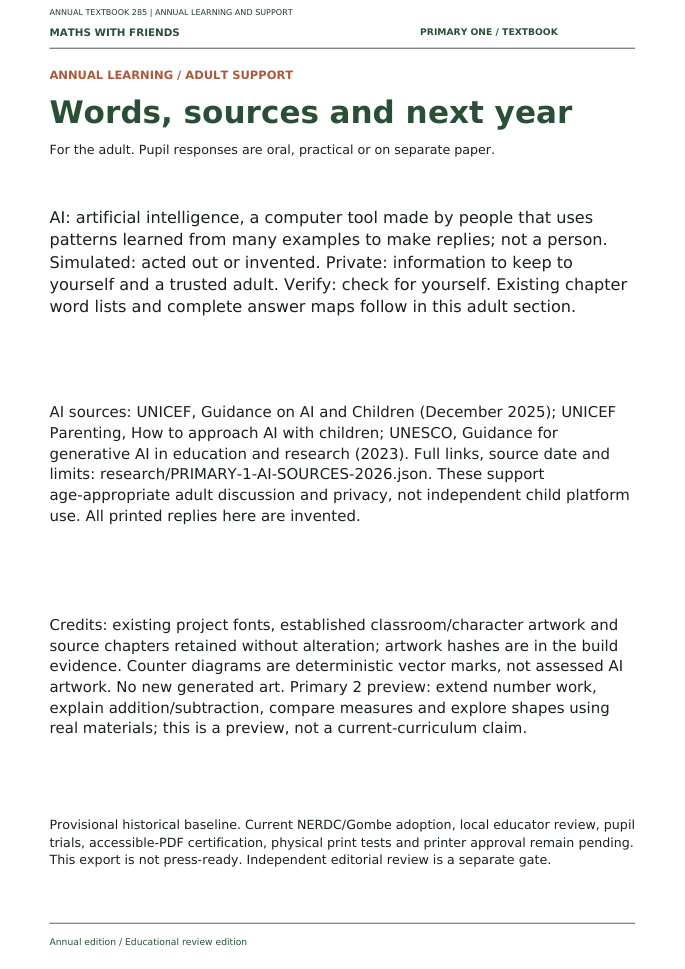 ANNUAL TEXTBOOK 285 | ANNUAL LEARNING AND SUPPORT
MATHS WITH FRIENDS
PRIMARY ONE / TEXTBOOK
ANNUAL LEARNING / ADULT SUPPORT
Words, sources and next year
For the adult. Pupil responses are oral, practical or on separate paper.
AI: artificial intelligence, a computer tool made by people that uses
patterns learned from many examples to make replies; not a person.
Simulated: acted out or invented. Private: information to keep to
yourself and a trusted adult. Verify: check for yourself. Existing chapter
word lists and complete answer maps follow in this adult section.
AI sources: UNICEF, Guidance on AI and Children (December 2025); UNICEF
Parenting, How to approach AI with children; UNESCO, Guidance for
generative AI in education and research (2023). Full links, source date and
limits: research/PRIMARY-1-AI-SOURCES-2026.json. These support
age-appropriate adult discussion and privacy, not independent child platform
use. All printed replies here are invented.
Credits: existing project fonts, established classroom/character artwork and
source chapters retained without alteration; artwork hashes are in the build
evidence. Counter diagrams are deterministic vector marks, not assessed AI
artwork. No new generated art. Primary 2 preview: extend number work,
explain addition/subtraction, compare measures and explore shapes using
real materials; this is a preview, not a current-curriculum claim.
Provisional historical baseline. Current NERDC/Gombe adoption, local educator review, pupil
trials, accessible-PDF certification, physical print tests and printer approval remain pending.
This export is not press-ready. Independent editorial review is a separate gate.
Annual edition / Educational review edition